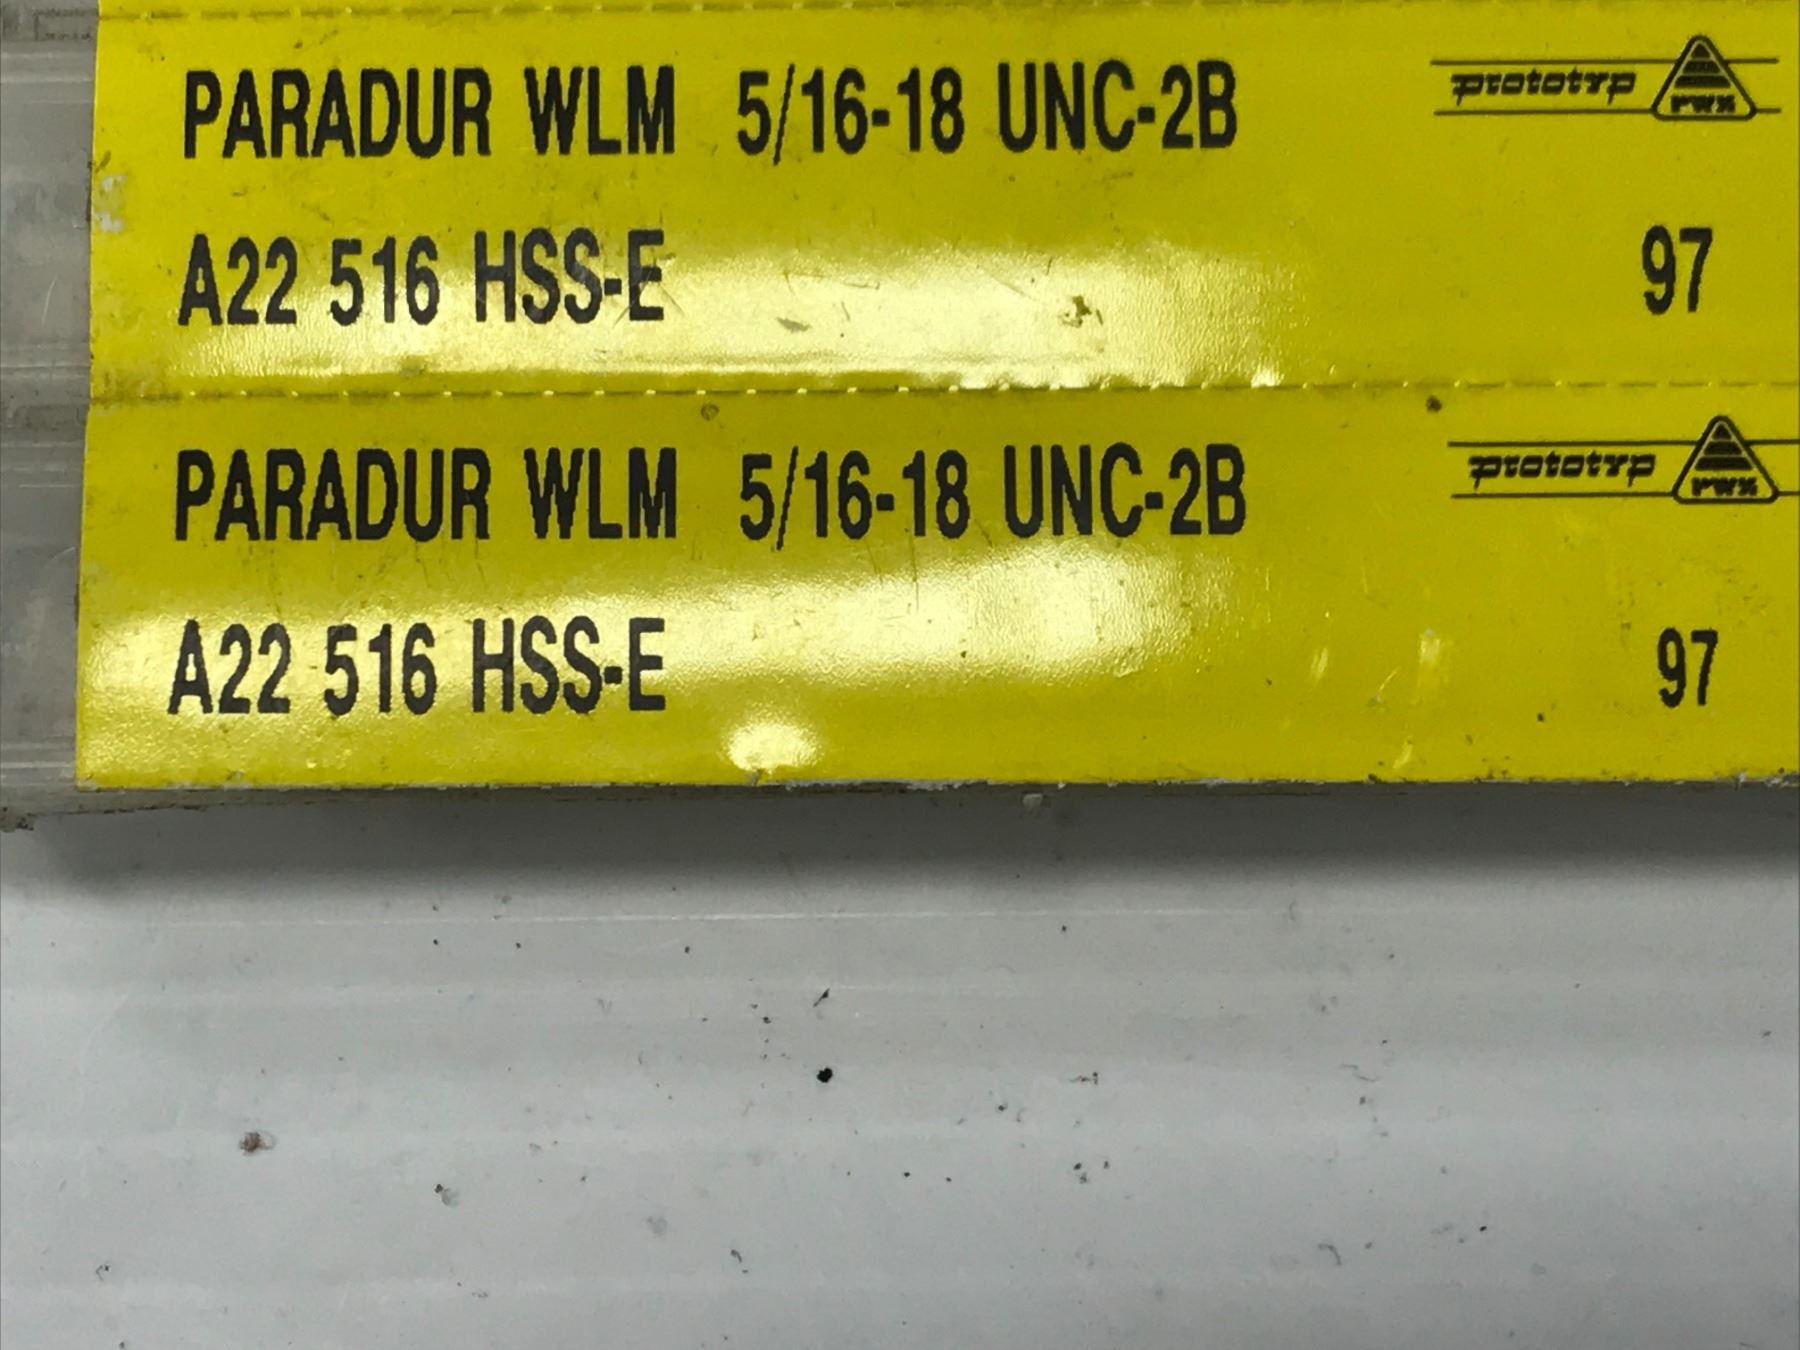 PARADUR WLM 5/16-18 UNC-2B prototyp
A22 516 HSS-E 97
PARADUR WLM 5/16-18 UNC-2B prototyp
A22 516 HSS-E 97